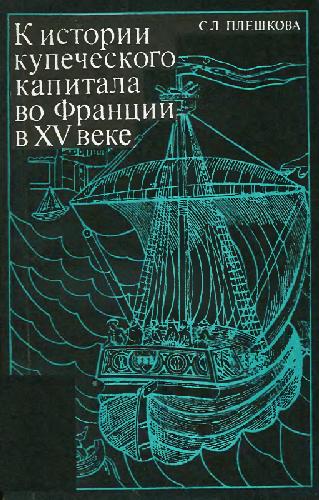 С. Л. ПЛЕШКОВА
К истории
купеческого
капитала
во Франции
в XV веке